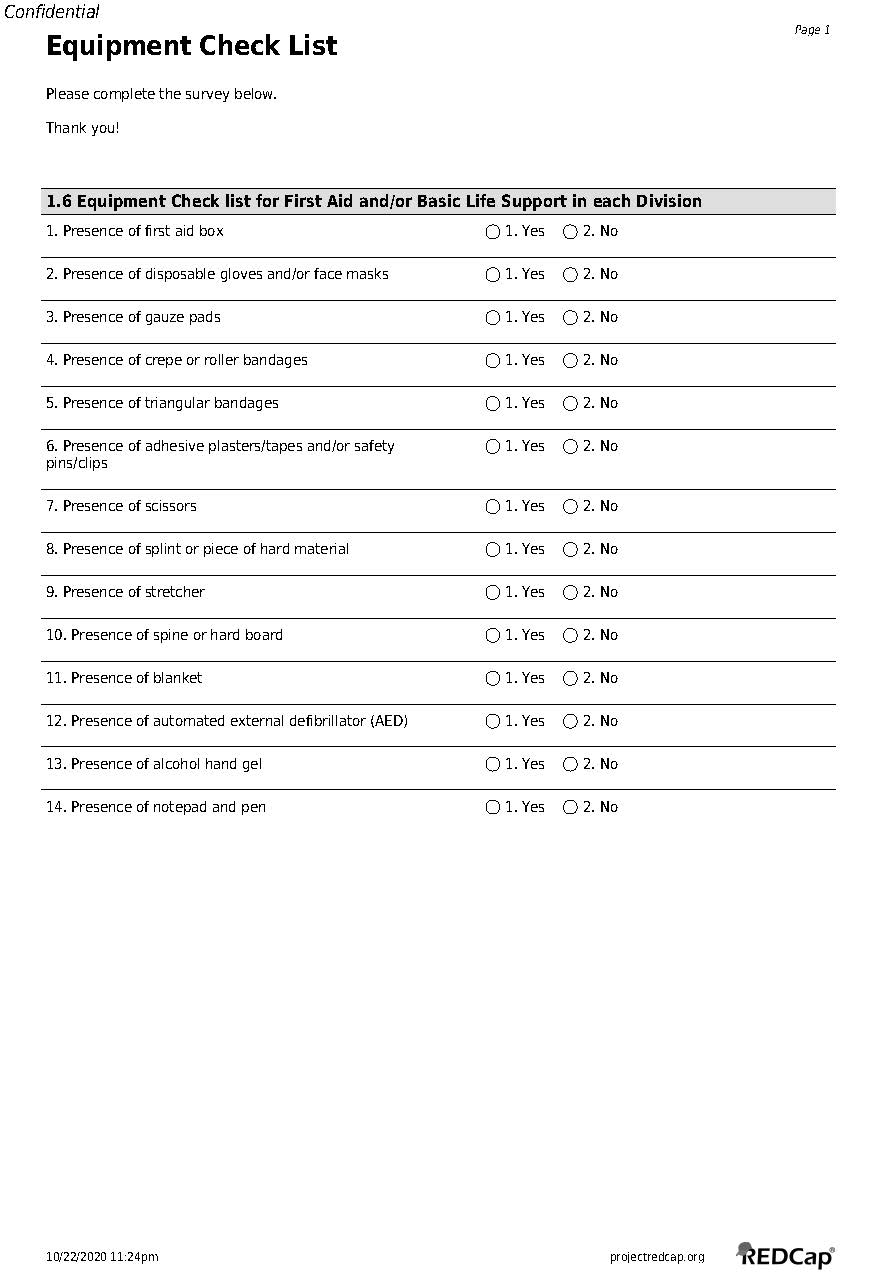 Confidential
Page 1
Equipment Check List
Please complete the survey below.
Thank you!
1.6 Equipment Check list for First Aid and/or Basic Life Support in each Division
1. Presence of first aid box 1. Yes 2. No
2. Presence of disposable gloves and/or face masks 1. Yes 2. No
3. Presence of gauze pads 1. Yes 2. No
4. Presence of crepe or roller bandages 1. Yes 2. No
5. Presence of triangular bandages 1. Yes 2. No
6. Presence of adhesive plasters/tapes and/or safety 1. Yes 2. No
pins/clips
7. Presence of scissors 1. Yes 2. No
8. Presence of splint or piece of hard material 1. Yes 2. No
9. Presence of stretcher 1. Yes 2. No
10. Presence of spine or hard board 1. Yes 2. No
11. Presence of blanket 1. Yes 2. No
12. Presence of automated external defibrillator (AED) 1. Yes 2. No
13. Presence of alcohol hand gel 1. Yes 2. No
14. Presence of notepad and pen 1. Yes 2. No
10/22/2020 11:24pm projectredcap.org REDCap®